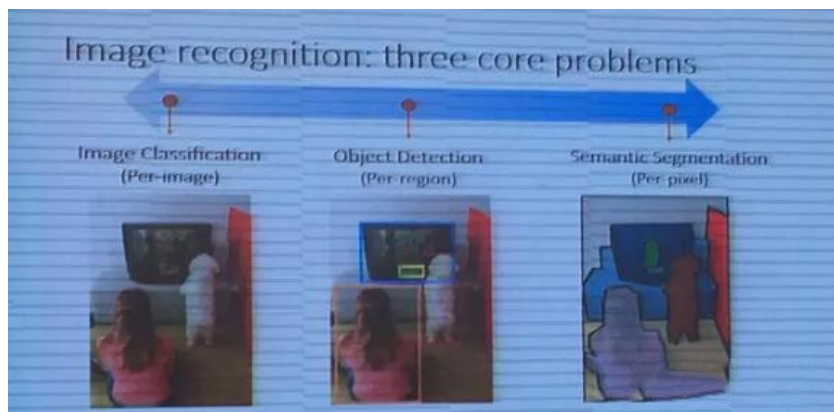 Image recognition: three core problems
Image Classification
(Per-image)
Object Detection
(Per-region)
Semantic Segmentation
(Per-pixel)